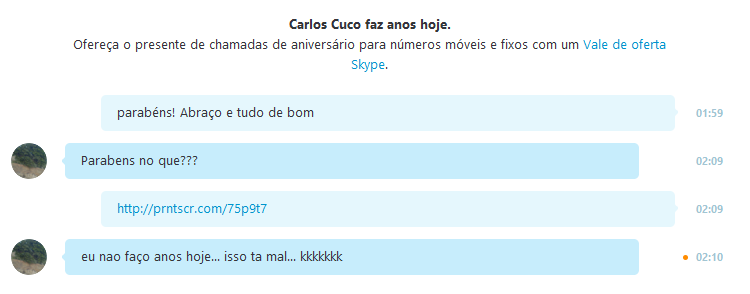 Carlos Cuco faz anos hoje.
Ofereça o presente de chamadas de aniversário para números móveis e fixos com um Vale de oferta
Skype.
parabéns! Abraço e tudo de bom 01:59
Parabens no que??? 02:09
http://prntscr.com/75p9t7 02:09
eu nao faço anos hoje... isso ta mal... kkkkkkk 02:10